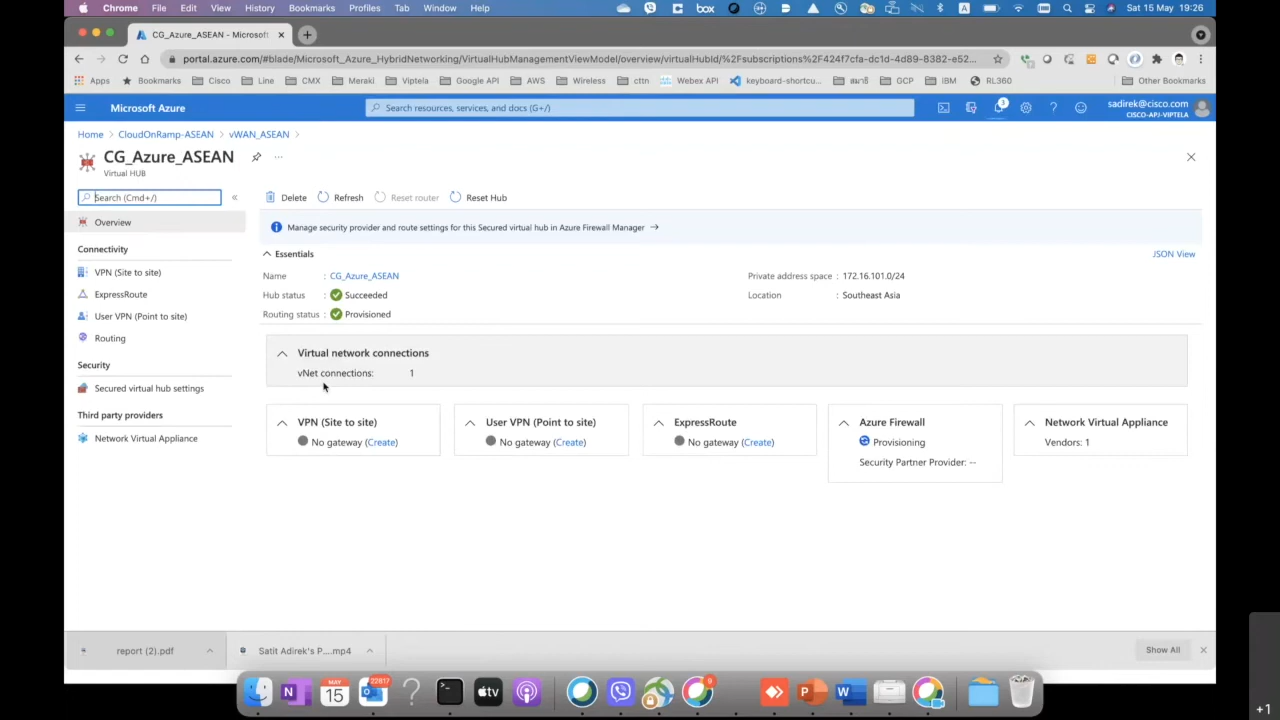 Chrome File Edit View History Bookmarks Profiles Tab Window Help box A Sat 15 May 19:26
CG_Azure_ASEAN - Microsoft
portal.azure.com/#blade/Microsoft_Azure_HybridNetworking/VirtualHubManagementViewModel/overview/virtualHubId/%2Fsubscriptions%2F424f7cfa-dc1d-4d89-8382-e52...
Apps Bookmarks Cisco Line CMX Meraki Viptela Google API AWS Wireless cttn Webex API keyboard-shortcu... GCP IBM RL360 Other Bookmarks
Microsoft Azure
Search resources, services, and docs (G+/)
3
sadirek@cisco.com
CISCO-APJ-VIPTELA
Home > CloudOnRamp-ASEAN > vWAN_ASEAN >
CG_Azure_ASEAN
Virtual HUB
Search (Cmd+/)
Overview
Connectivity
VPN (Site to site)
ExpressRoute
User VPN (Point to site)
Routing
Security
Secured virtual hub settings
Third party providers
Network Virtual Appliance
Delete Refresh Reset router Reset Hub
Manage security provider and route settings for this Secured virtual hub in Azure Firewall Manager →
Essentials
JSON View
Name : CG_Azure_ASEAN
Private address space : 172.16.101.0/24
Hub status : Succeeded
Location : Southeast Asia
Routing status : Provisioned
Virtual network connections
vNet connections: 1
VPN (Site to site)
No gateway (Create)
User VPN (Point to site)
No gateway (Create)
ExpressRoute
No gateway (Create)
Azure Firewall
Provisioning
Security Partner Provider: --
Network Virtual Appliance
Vendors: 1
report (2).pdf
Satit Adirek's P....mp4
Show All
MAY
15
22817
tv
9
+1